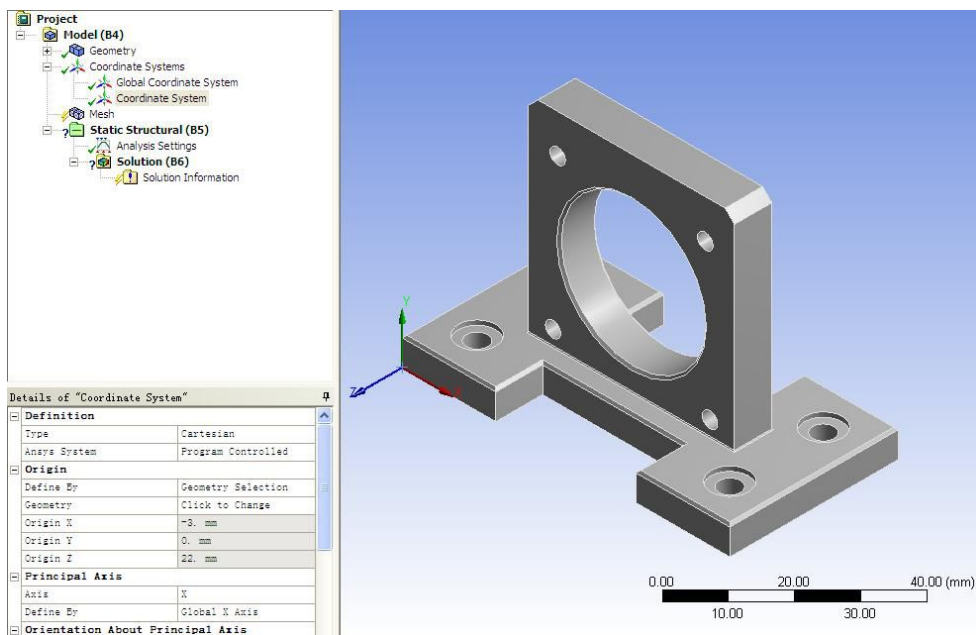 Project
Model (B4)
Geometry
Coordinate Systems
Global Coordinate System
Coordinate System
Mesh
Static Structural (B5)
Analysis Settings
Solution (B6)
Solution Information
Details of "Coordinate System"
Definition
Type Cartesian
Ansys System Program Controlled
Origin
Define By Geometry Selection
Geometry Click to Change
Origin X -3. mm
Origin Y 0. mm
Origin Z 22. mm
Principal Axis
Axis X
Define By Global X Axis
Orientation About Principal Axis
Y
Z
X
0.00 20.00 40.00 (mm)
10.00 30.00